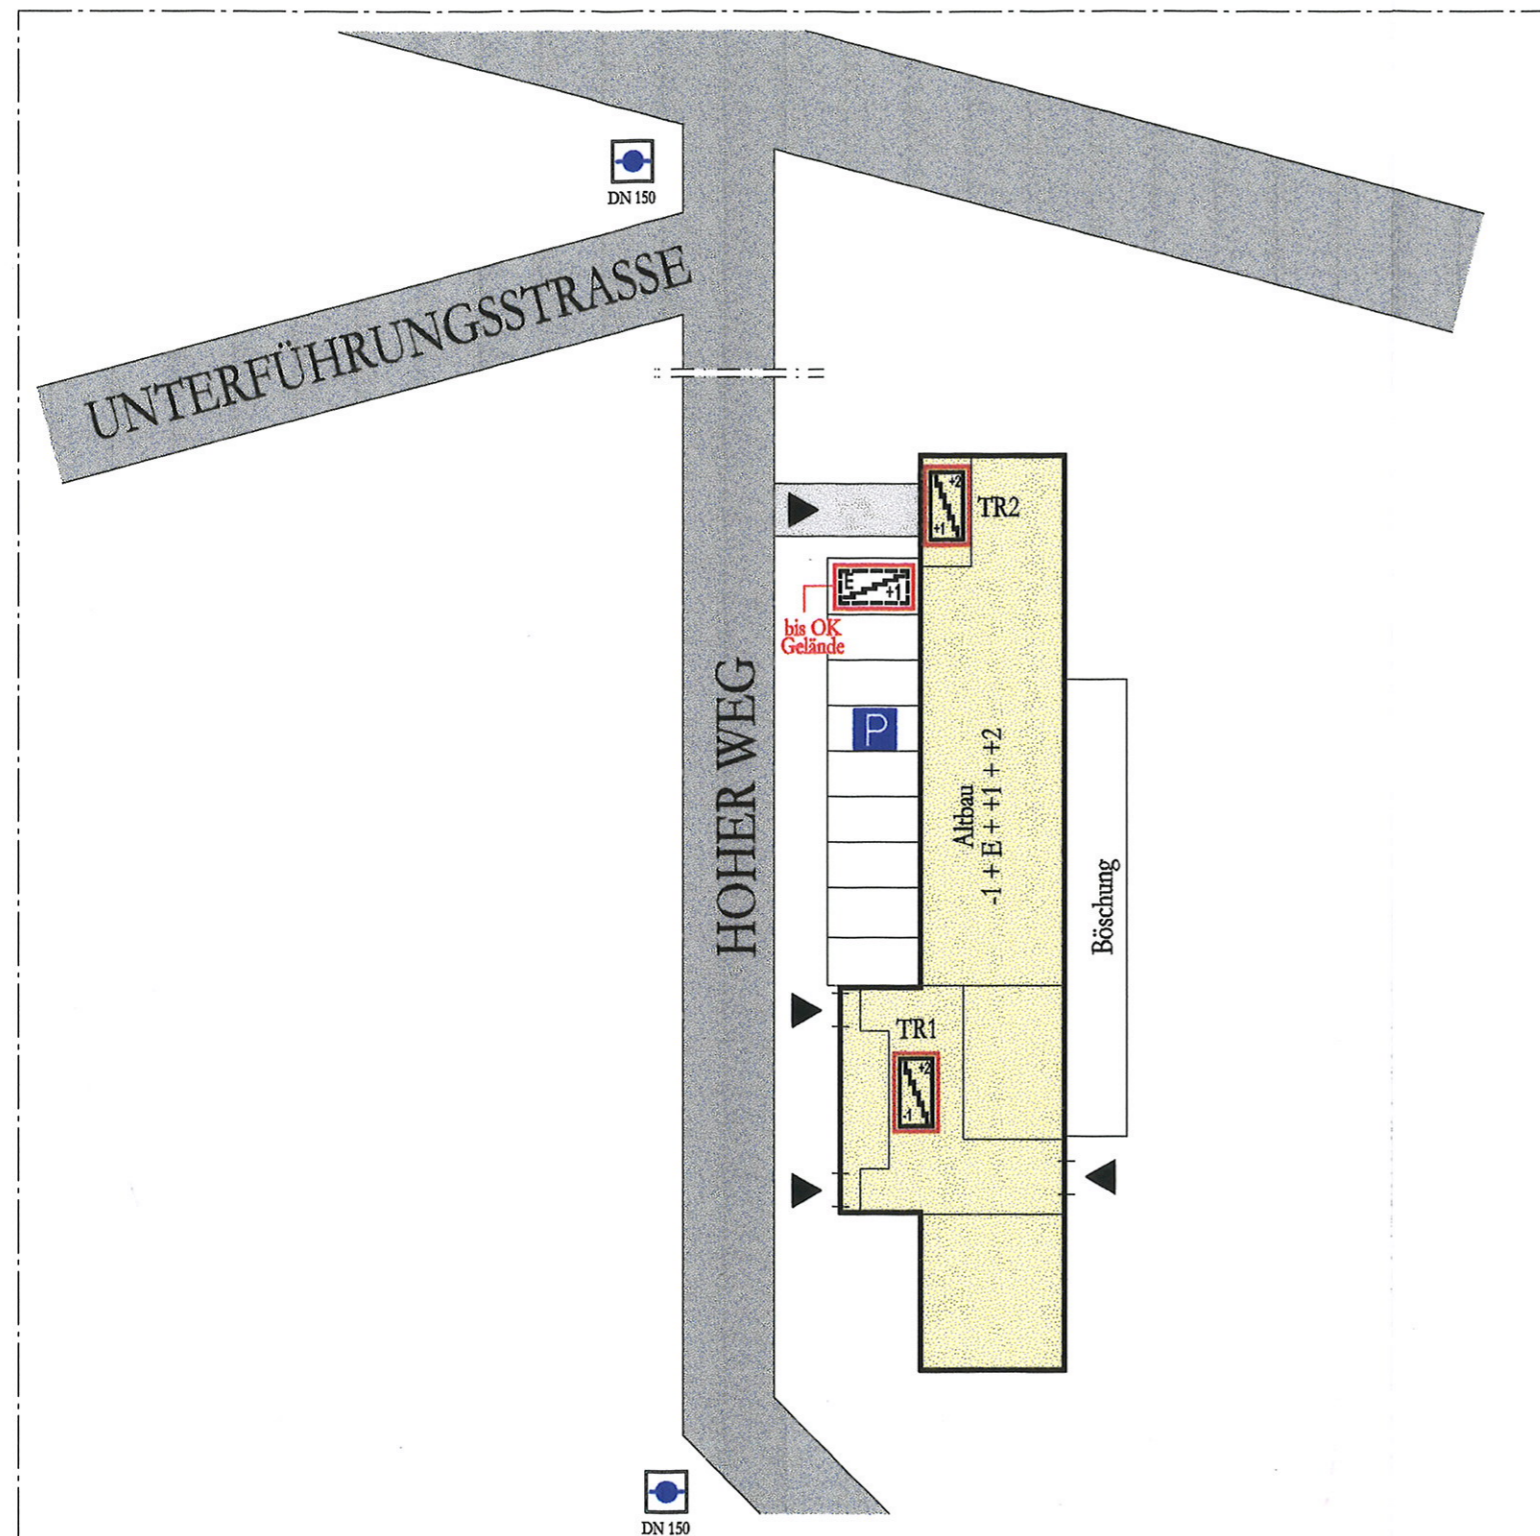 DN 150
UNTERFÜHRUNGSSTRASSE
+2
+1
TR2
E
+1
bis OK
Gelände
P
HOHER WEG
Altbau
-1 + E + +1 + +2
Böschung
TR1
+2
-1
DN 150